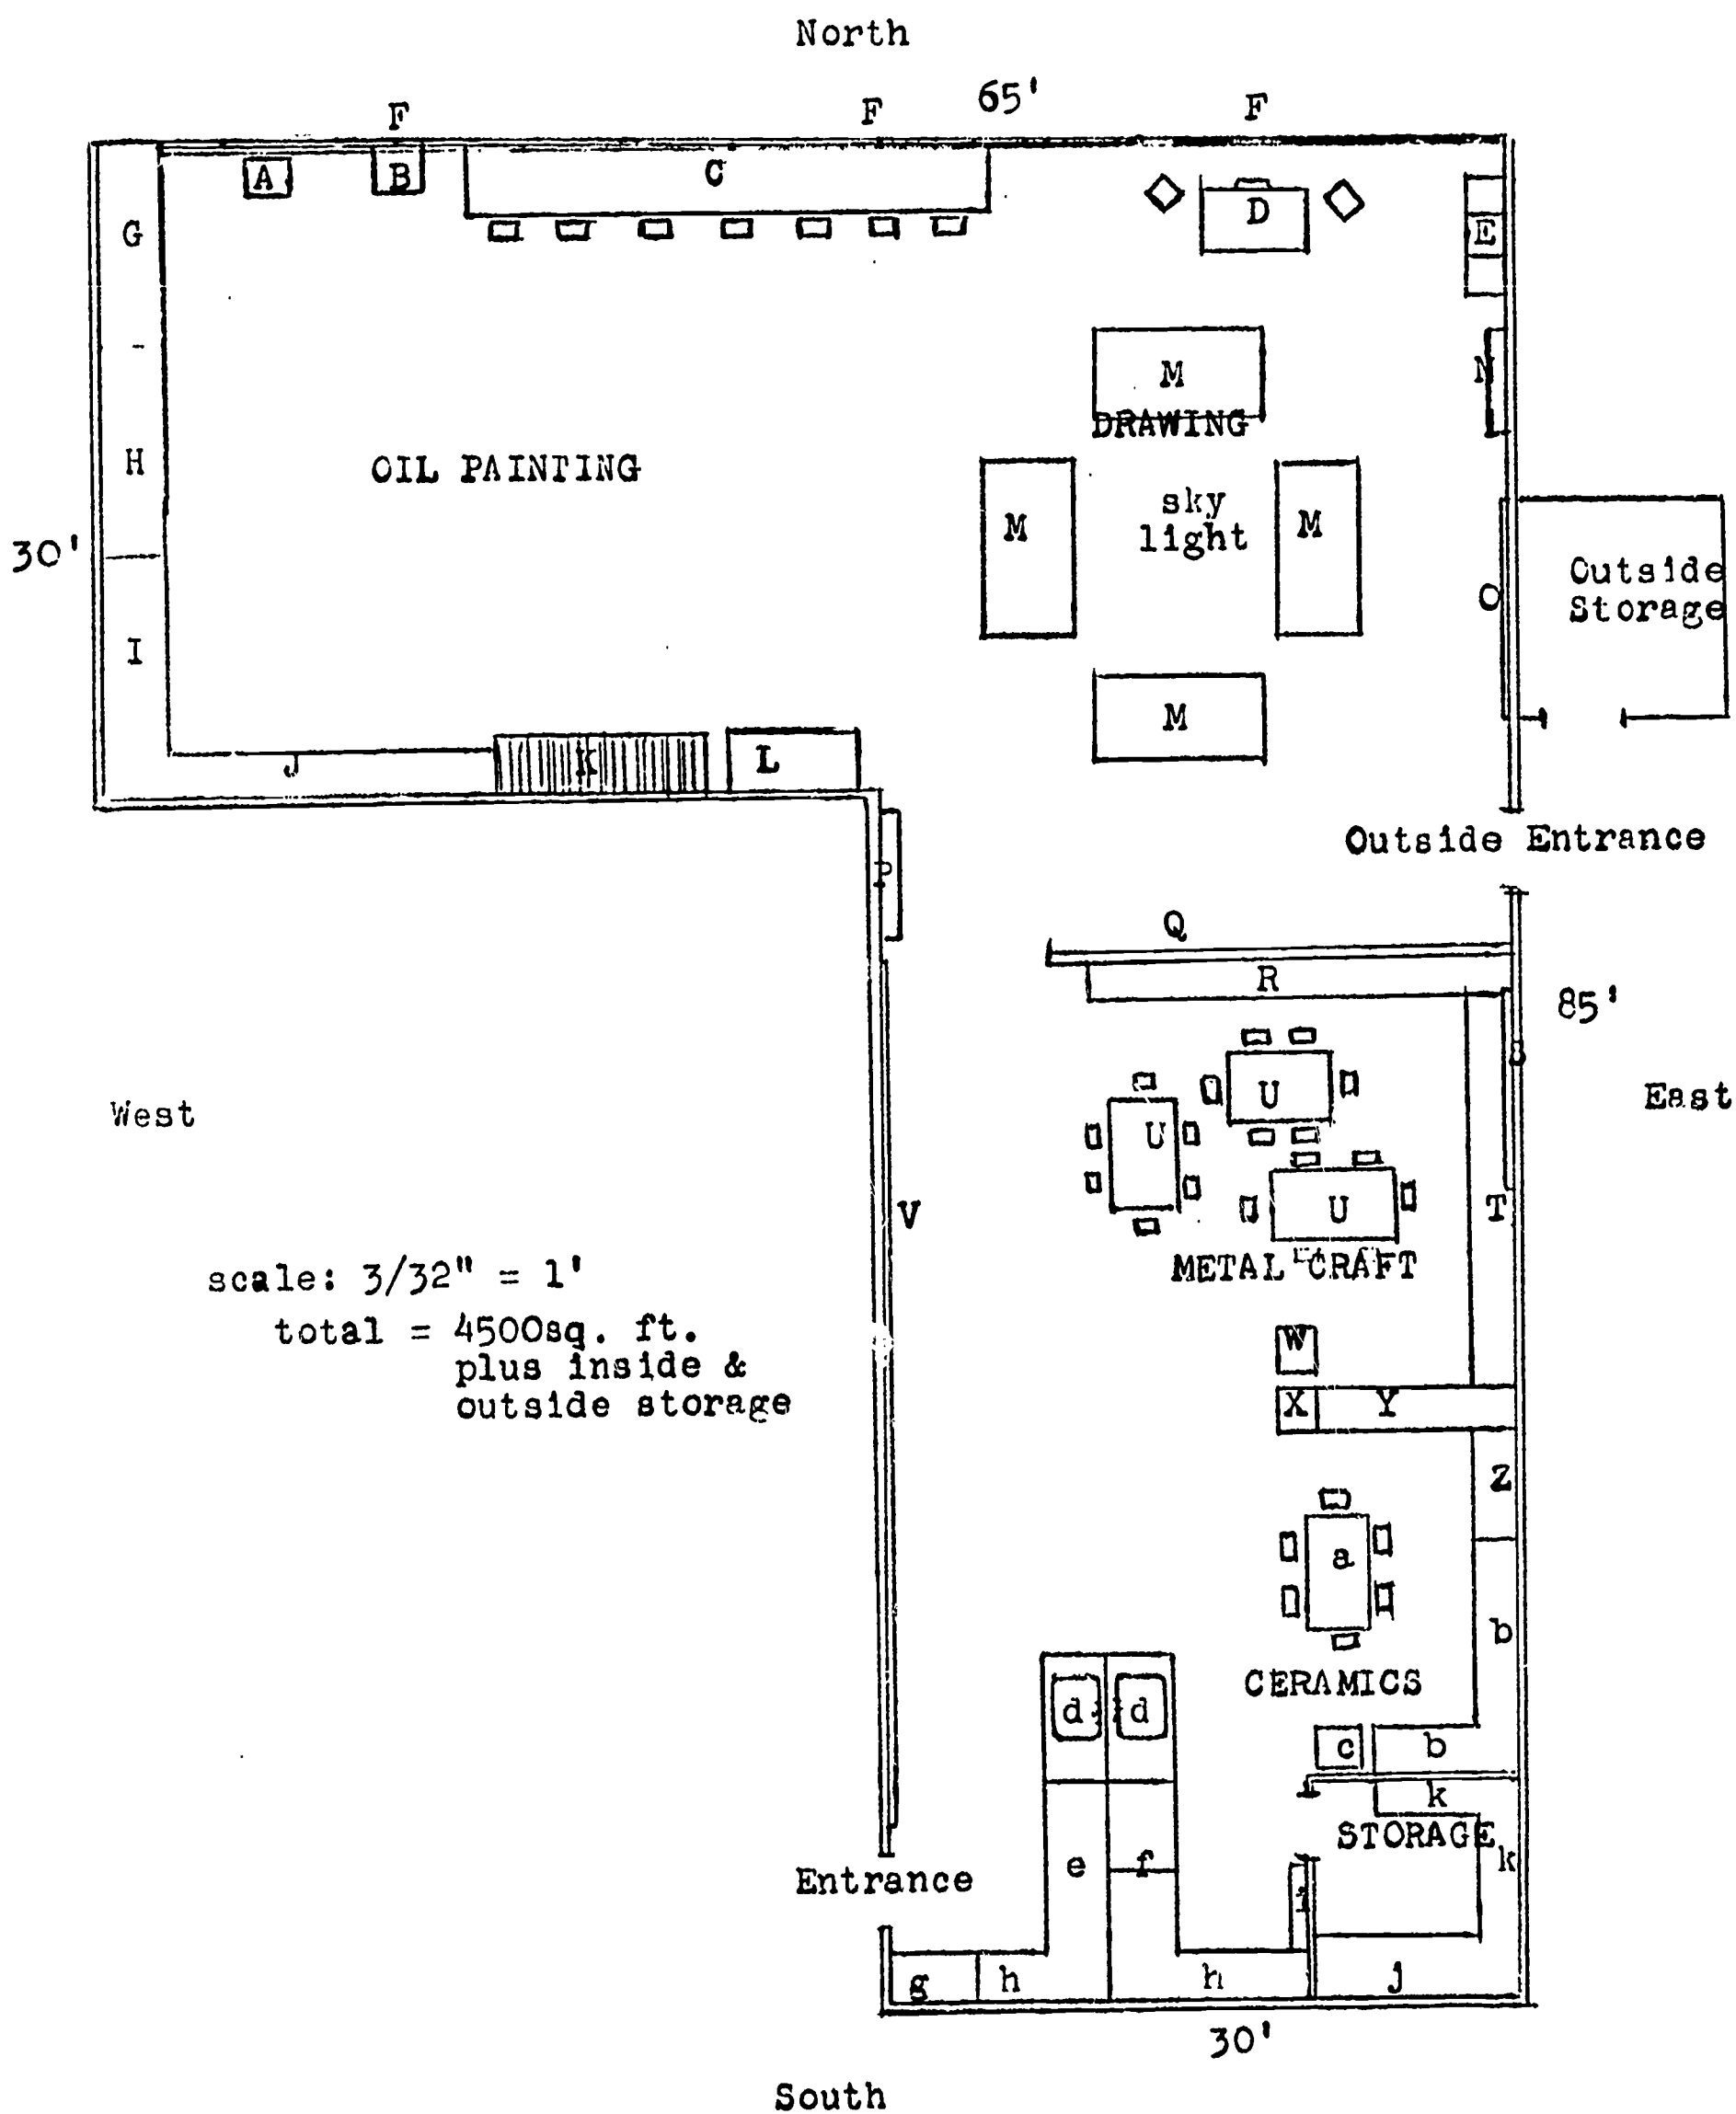 North
F F 65' F
A B C D
G E
M N
DRAWING
H OIL PAINTING
sky
M light M
30'
Outside
O Storage
I
M
J K L
Outside Entrance
P
Q
R
85'
S
U
West East
U
V U T
METAL CRAFT
scale: 3/32" = 1'
total = 4500sq. ft.
plus inside &
outside storage
W
X Y
Z
a
b
CERAMICS
d d
c b
k
STORAGE
e f k
Entrance
i
g h h j
30'
South